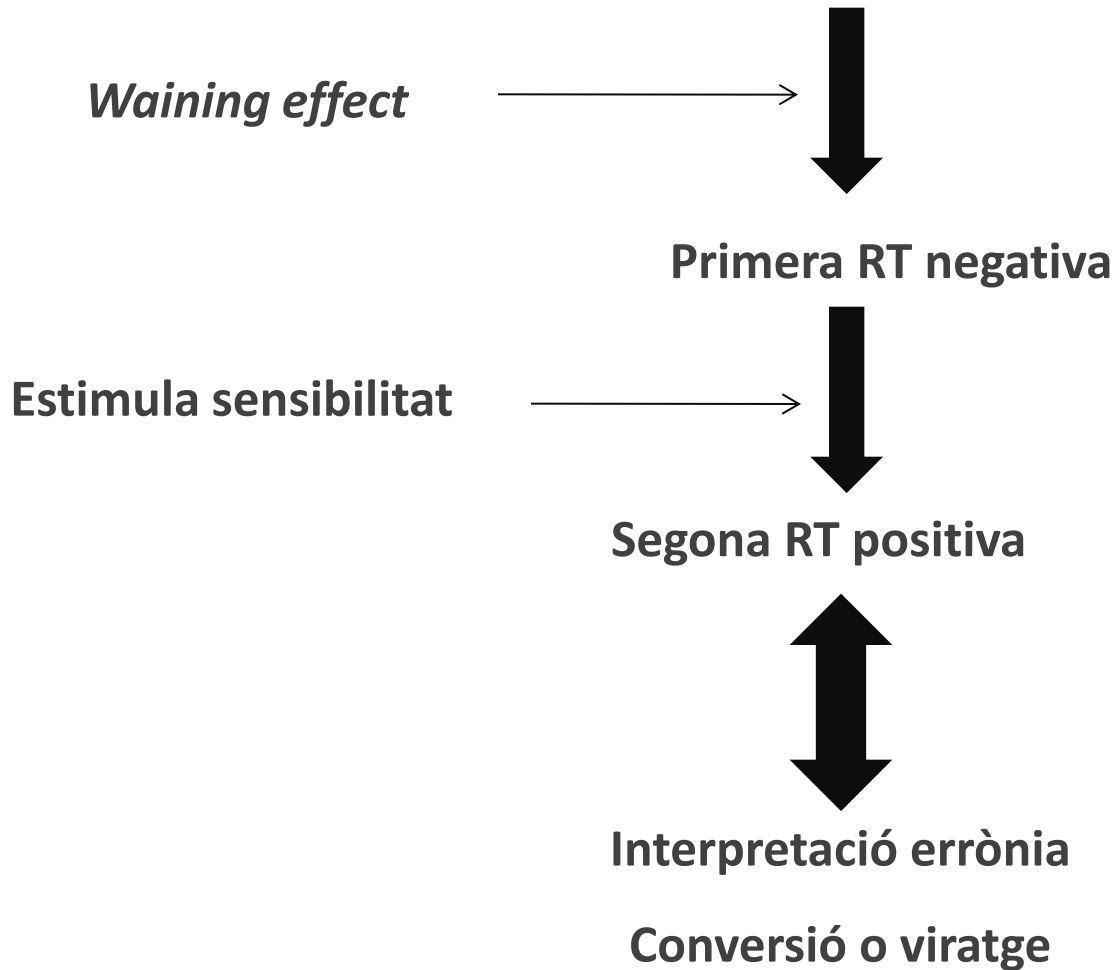 Waining effect
Primera RT negativa
Estimula sensibilitat
Segona RT positiva
Interpretació errònia
Conversió o viratge